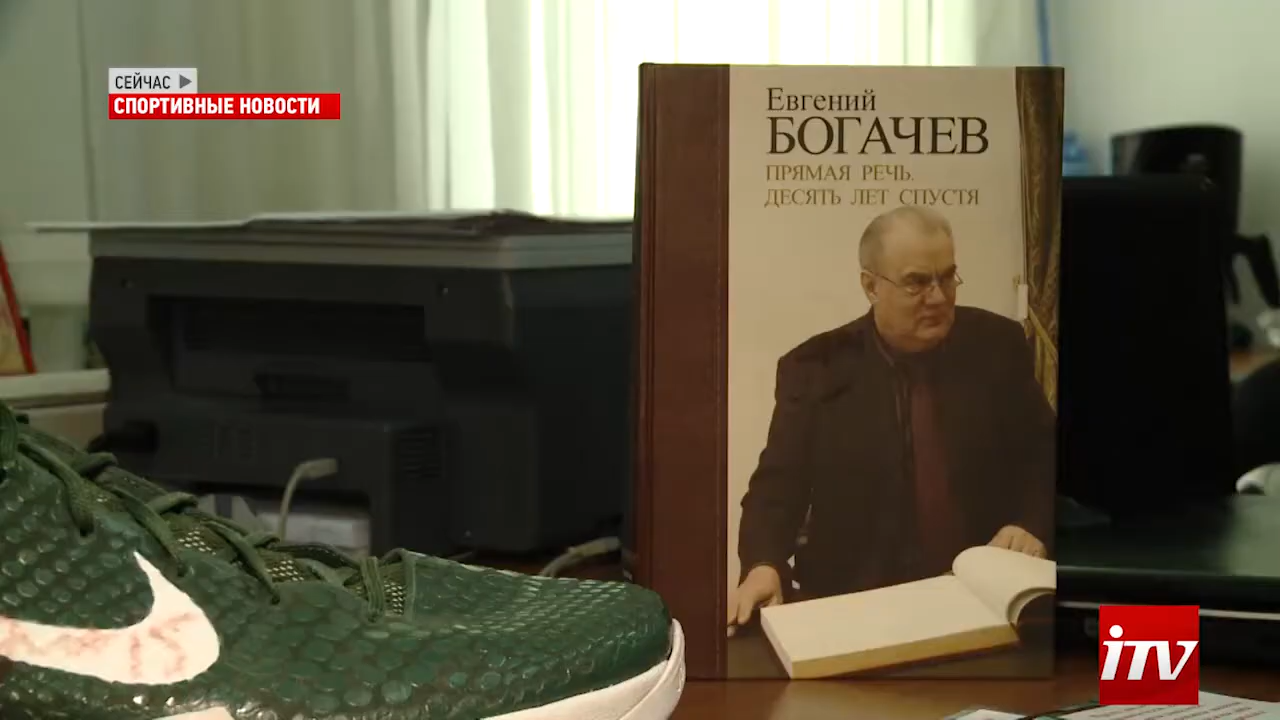 СЕЙЧАС
СПОРТИВНЫЕ НОВОСТИ
Евгений
БОГАЧЕВ
ПРЯМАЯ РЕЧЬ.
ДЕСЯТЬ ЛЕТ СПУСТЯ
iTV